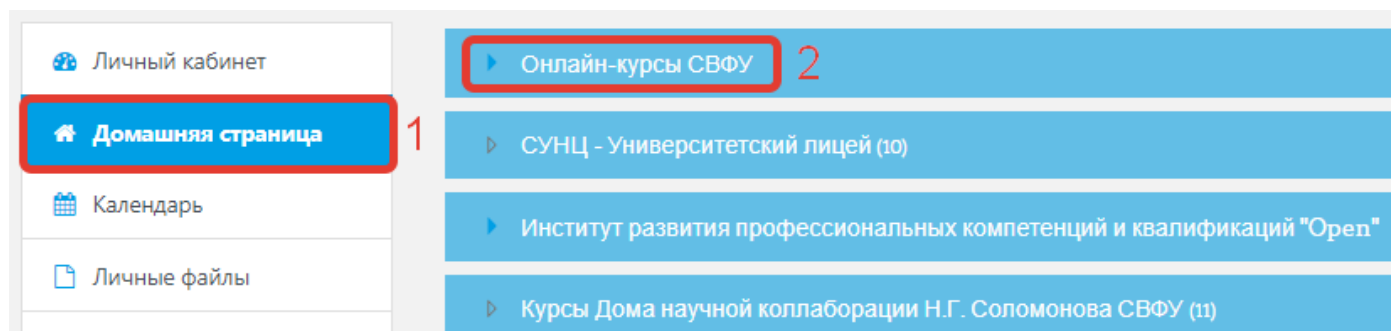 Личный кабинет
Домашняя страница 1
Календарь
Личные файлы
Онлайн-курсы СВФУ 2
СУНЦ - Университетский лицей (10)
Институт развития профессиональных компетенций и квалификаций "Open"
Курсы Дома научной коллаборации Н.Г. Соломонова СВФУ (11)